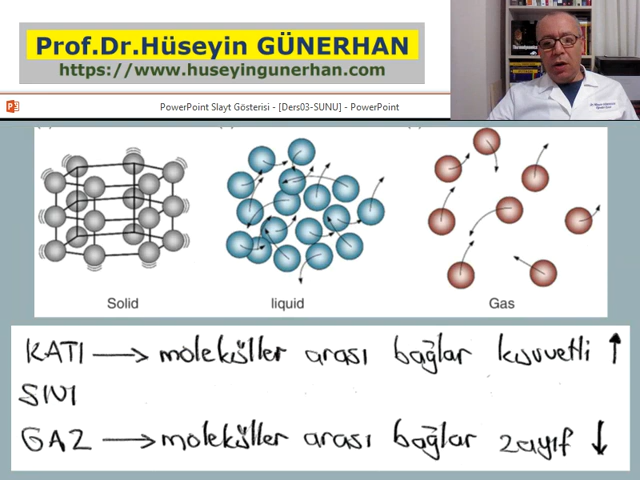 Prof.Dr.Hüseyin GÜNERHAN
https://www.huseyingunerhan.com
PowerPoint Slayt Gösterisi - [Ders03-SUNU] - PowerPoint
Solid
liquid
Gas
KATI → moleküller arası bağlar kuvvetli ↑
SIVI
GAZ → moleküller arası bağlar zayıf ↓